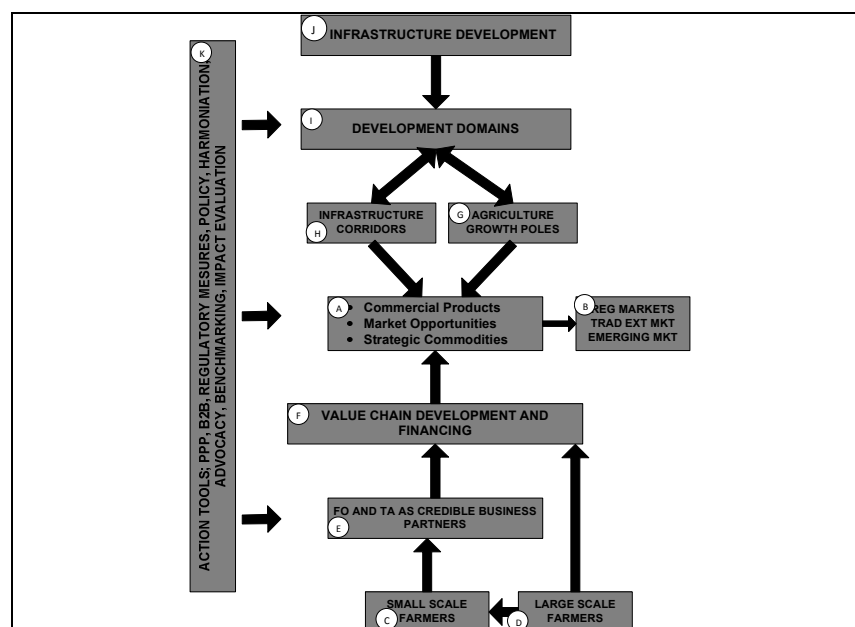 J
INFRASTRUCTURE DEVELOPMENT
K
ACTION TOOLS; PPP, B2B, REGULATORY MESURES, POLICY, HARMONIATION,
ADVOCACY, BENCHMARKING, IMPACT EVALUATION
I
DEVELOPMENT DOMAINS
INFRASTRUCTURE
CORRIDORS
H
G
AGRICULTURE
GROWTH POLES
A
• Commercial Products
• Market Opportunities
• Strategic Commodities
B
REG MARKETS
TRAD EXT MKT
EMERGING MKT
F
VALUE CHAIN DEVELOPMENT AND
FINANCING
FO AND TA AS CREDIBLE BUSINESS
PARTNERS
E
SMALL SCALE
FARMERS
C
LARGE SCALE
FARMERS
D